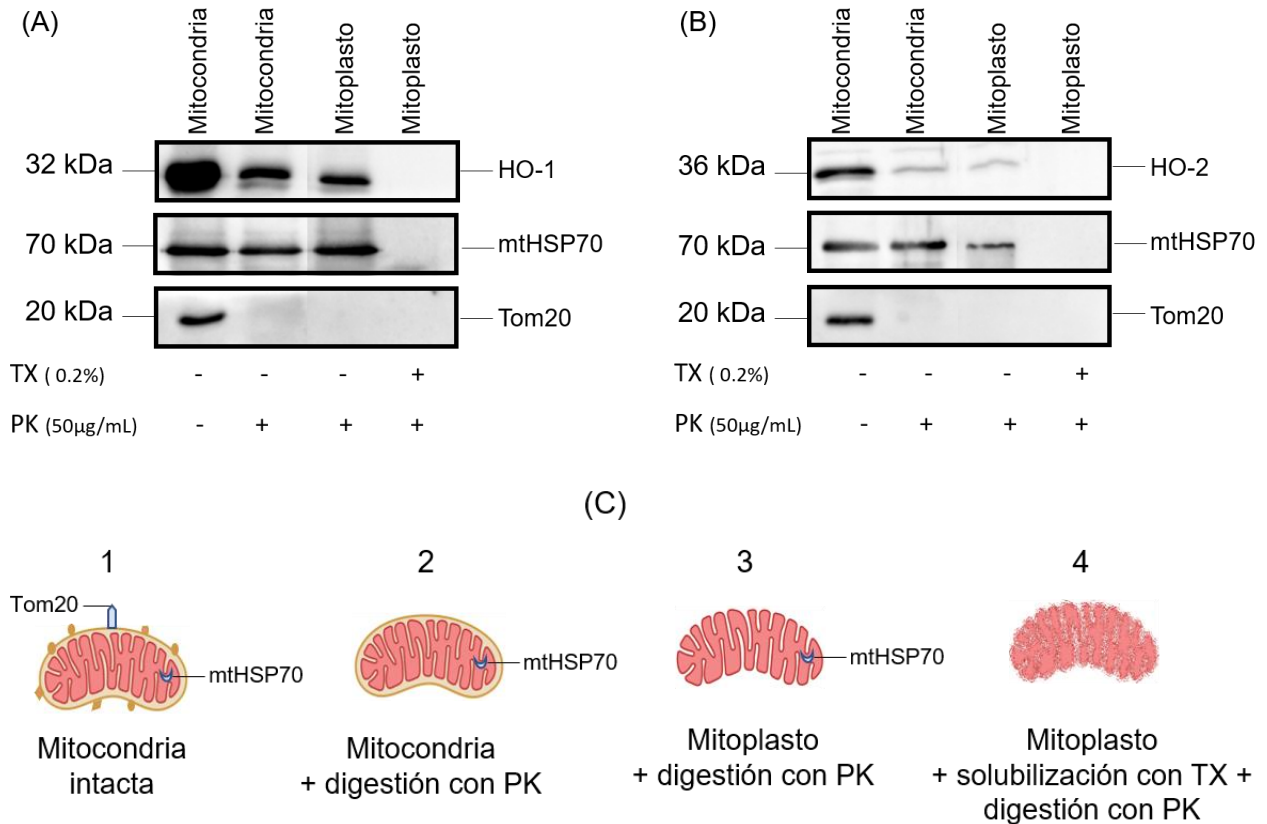 (A)
Mitocondria
Mitocondria
Mitoplasto
Mitoplasto
32 kDa
HO-1
70 kDa
mtHSP70
20 kDa
Tom20
TX ( 0.2%)
- - - +
PK (50µg/mL)
- + + +
(B)
Mitocondria
Mitocondria
Mitoplasto
Mitoplasto
36 kDa
HO-2
70 kDa
mtHSP70
20 kDa
Tom20
TX ( 0.2%)
- - - +
PK (50µg/mL)
- + + +
(C)
1
Tom20
mtHSP70
Mitocondria
intacta
2
mtHSP70
Mitocondria
+ digestión con PK
3
mtHSP70
Mitoplasto
+ digestión con PK
4
Mitoplasto
+ solubilización con TX +
digestión con PK